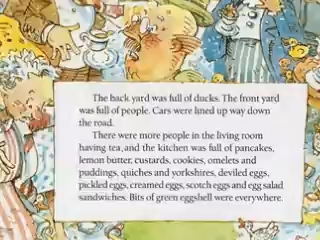 The back yard was full of ducks. The front yard
was full of people. Cars were lined up way down
the road.
There were more people in the living room
having tea, and the kitchen was full of pancakes,
lemon butter, custards, cookies, omelets and
puddings, quiches and yorkshires, deviled eggs,
pickled eggs, creamed eggs, scotch eggs and egg salad
sandwiches. Bits of green eggshell were everywhere.